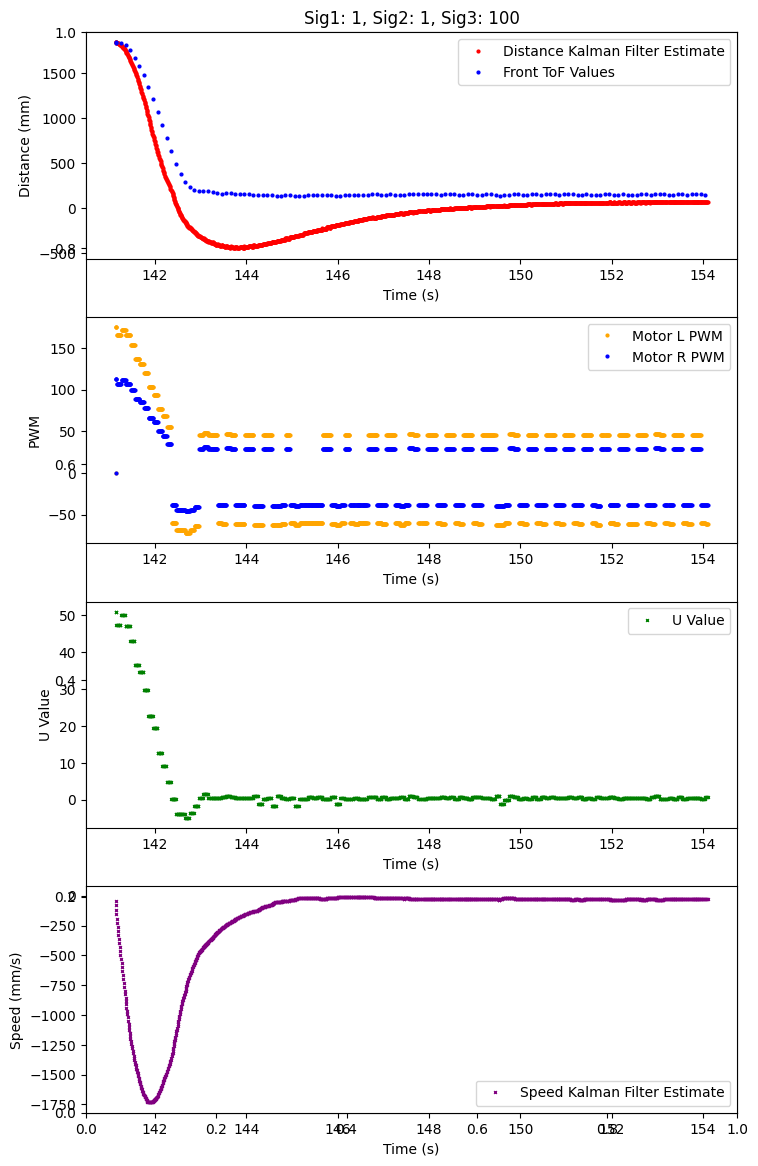 Sig1: 1, Sig2: 1, Sig3: 100
1.0
Distance Kalman Filter Estimate
Front ToF Values
1500
1000
500
0
0.8
−500
Distance (mm)
142 144 146 148 150 152 154
Time (s)
Motor L PWM
Motor R PWM
150
100
50
0.6
0
−50
PWM
142 144 146 148 150 152 154
Time (s)
U Value
50
40
0.4
30
20
10
0
U Value
142 144 146 148 150 152 154
Time (s)
0.2
0
−250
−500
−750
−1000
−1250
−1500
−1750
0.0
Speed (mm/s)
Speed Kalman Filter Estimate
0.0 142 0.2 144 146 0.4 148 0.6 150 0.8 152 154 1.0
Time (s)